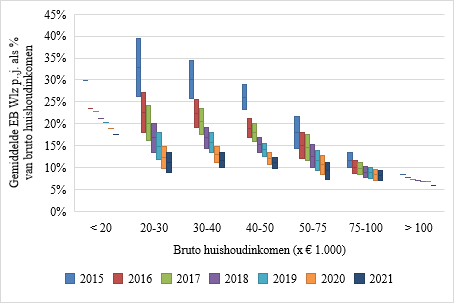 Gemiddelde EB Wlz p.j. als %
van bruto huishoudinkomen
45%
40%
35%
30%
25%
20%
15%
10%
5%
< 20 20-30 30-40 40-50 50-75 75-100 > 100
Bruto huishoudinkomen (x € 1.000)
2015 2016 2017 2018 2019 2020 2021